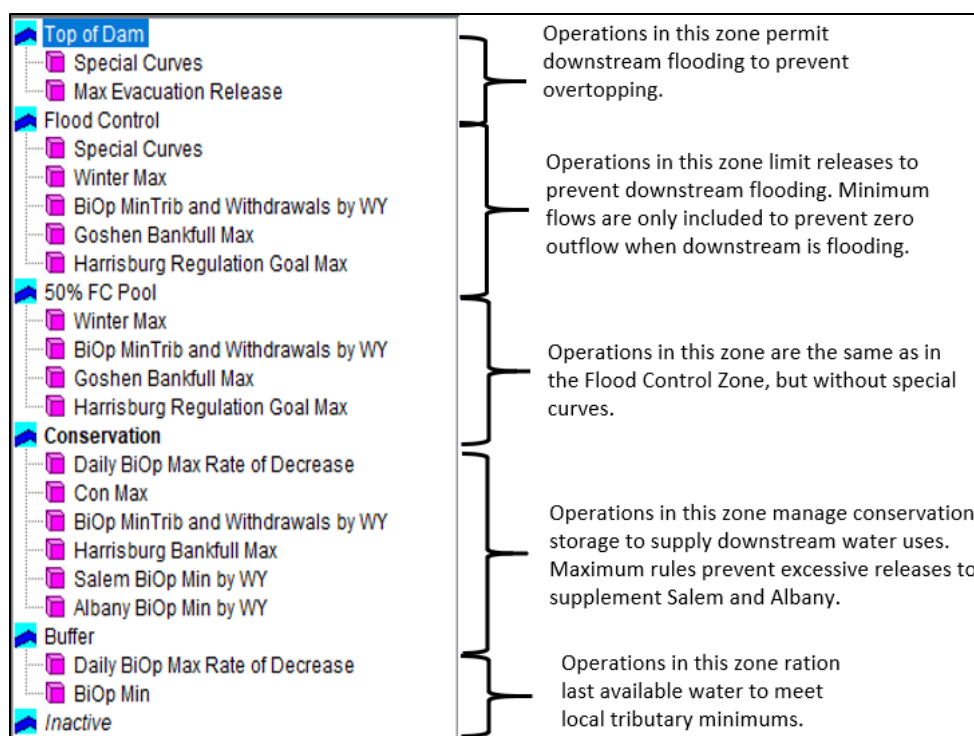 Top of Dam
Special Curves
Max Evacuation Release
Flood Control
Special Curves
Winter Max
BiOp MinTrib and Withdrawals by WY
Goshen Bankfull Max
Harrisburg Regulation Goal Max
50% FC Pool
Winter Max
BiOp MinTrib and Withdrawals by WY
Goshen Bankfull Max
Harrisburg Regulation Goal Max
Conservation
Daily BiOp Max Rate of Decrease
Con Max
BiOp MinTrib and Withdrawals by WY
Harrisburg Bankfull Max
Salem BiOp Min by WY
Albany BiOp Min by WY
Buffer
Daily BiOp Max Rate of Decrease
BiOp Min
Inactive
Operations in this zone permit
downstream flooding to prevent
overtopping.
Operations in this zone limit releases to
prevent downstream flooding. Minimum
flows are only included to prevent zero
outflow when downstream is flooding.
Operations in this zone are the same as in
the Flood Control Zone, but without special
curves.
Operations in this zone manage conservation
storage to supply downstream water uses.
Maximum rules prevent excessive releases to
supplement Salem and Albany.
Operations in this zone ration
last available water to meet
local tributary minimums.